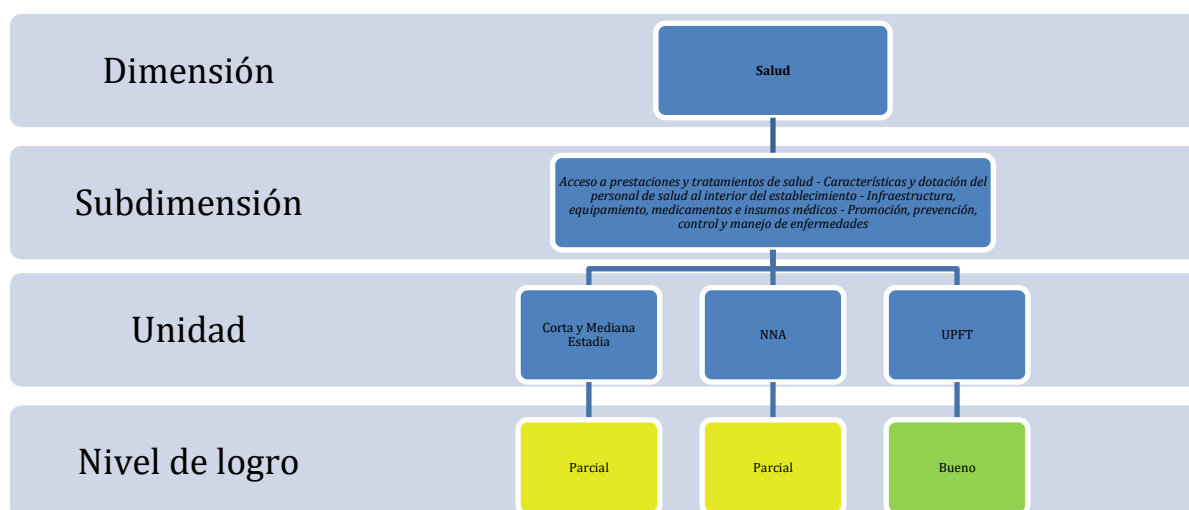 Dimensión
Salud
Subdimensión
Acceso a prestaciones y tratamientos de salud - Características y dotación del
personal de salud al interior del establecimiento - Infraestructura,
equipamiento, medicamentos e insumos médicos - Promoción, prevención,
control y manejo de enfermedades
Unidad
Corta y Mediana
Estadia
NNA
UPFT
Nivel de logro
Parcial
Parcial
Bueno